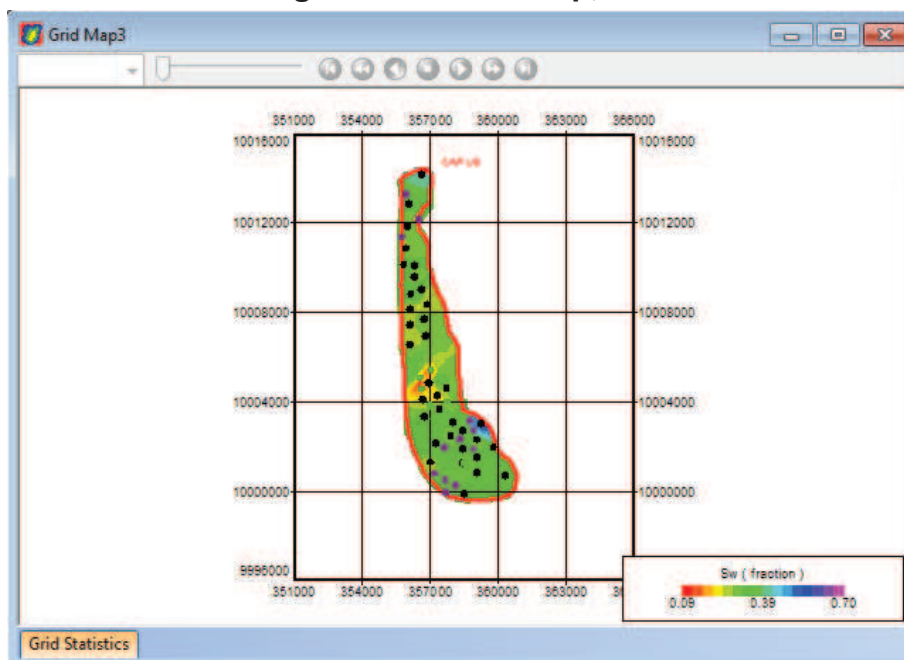 Grid Map3
351000 354000 357000 360000 363000 366000
10016000 10016000
10012000 10012000
10008000 10008000
10004000 10004000
10000000 10000000
9996000
351000 354000 357000 360000 363000
Sw ( fraction )
0.09 0.39 0.70
Grid Statistics